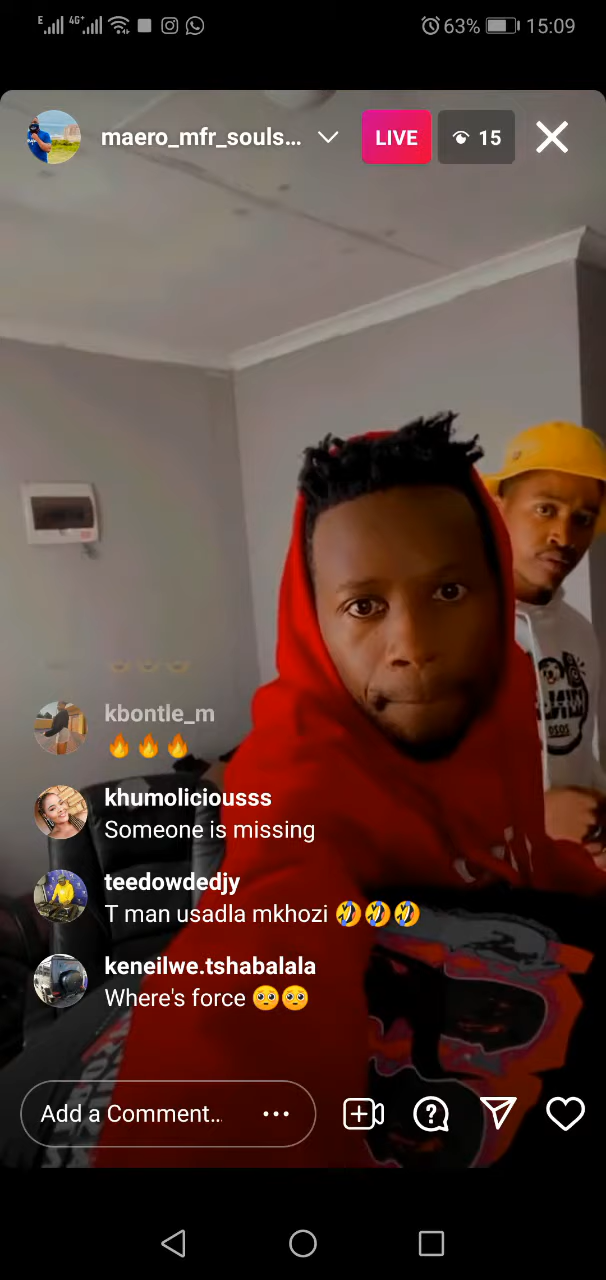 E 4G+ 63% 15:09
maero_mfr_souls... LIVE 15
kbontle_m
🔥🔥🔥
khumoliciousss
Someone is missing
teedowdedjy
T man usadla mkhozi 🤣🤣🤣
keneilwe.tshabalala
Where's force 🥺🥺
Add a Comment..